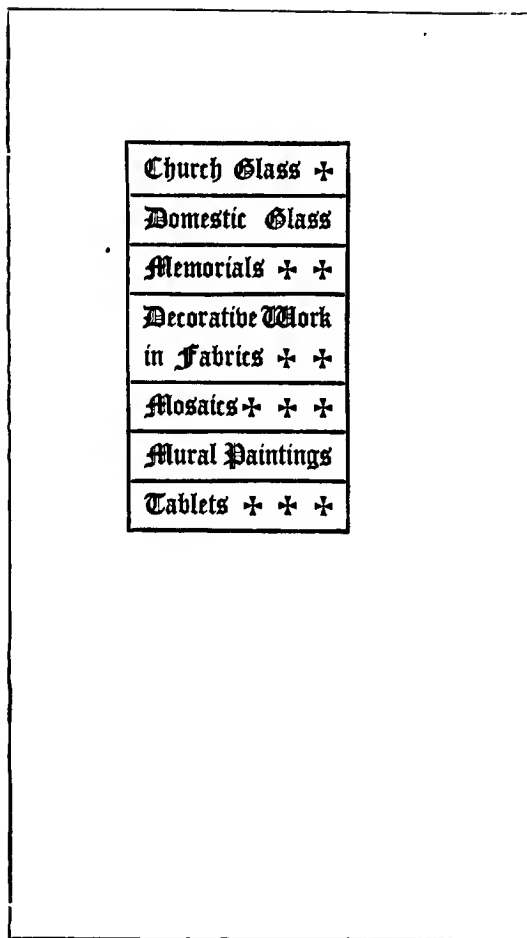 Church Glass ✠
Domestic Glass
Memorials ✠ ✠
Decorative Work
in Fabrics ✠ ✠
Mosaics ✠ ✠ ✠
Mural Paintings
Tablets ✠ ✠ ✠